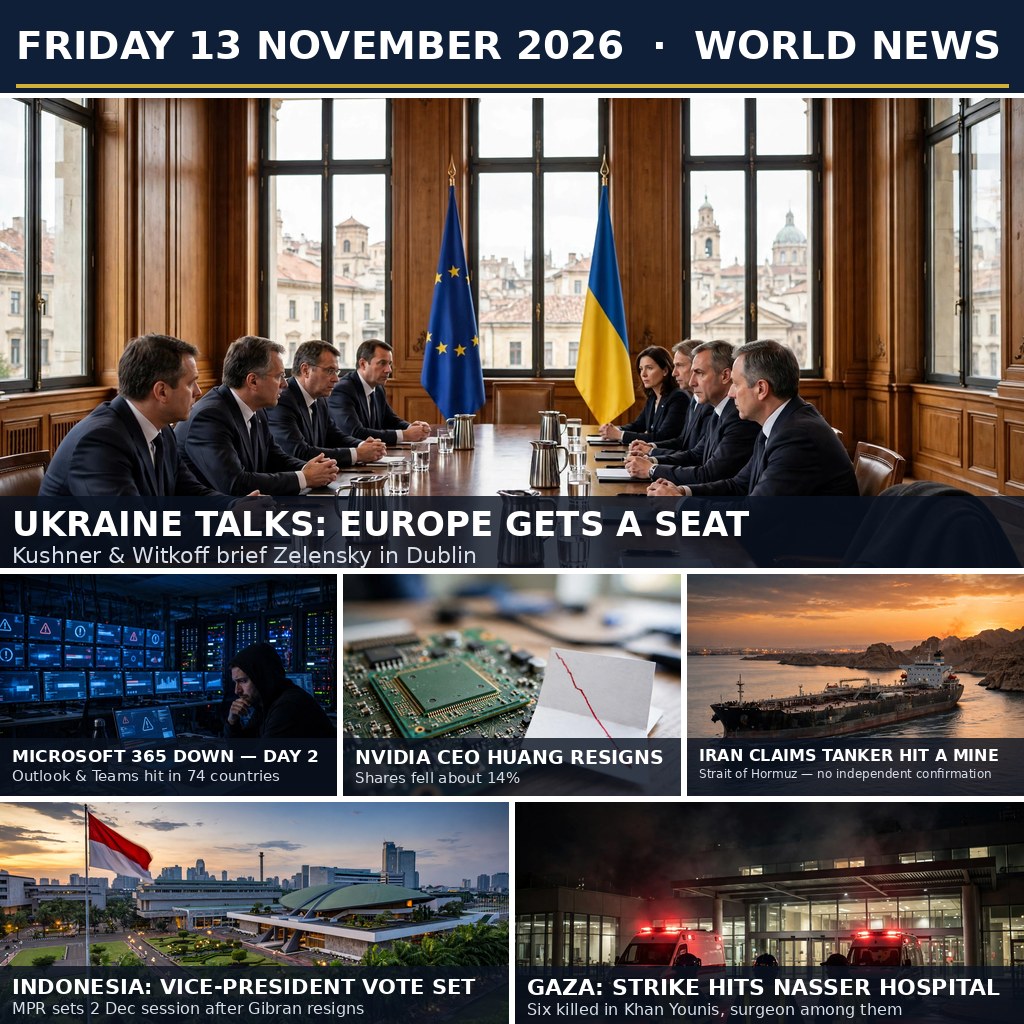 FRIDAY 13 NOVEMBER 2026 · WORLD NEWS
UKRAINE TALKS: EUROPE GETS A SEAT
Kushner & Witkoff brief Zelensky in Dublin
MICROSOFT 365 DOWN — DAY 2
Outlook & Teams hit in 74 countries
NVIDIA CEO HUANG RESIGNS
Shares fell about 14%
IRAN CLAIMS TANKER HIT A MINE
Strait of Hormuz — no independent confirmation
INDONESIA: VICE-PRESIDENT VOTE SET
MPR sets 2 Dec session after Gibran resigns
GAZA: STRIKE HITS NASSER HOSPITAL
Six killed in Khan Younis, surgeon among them